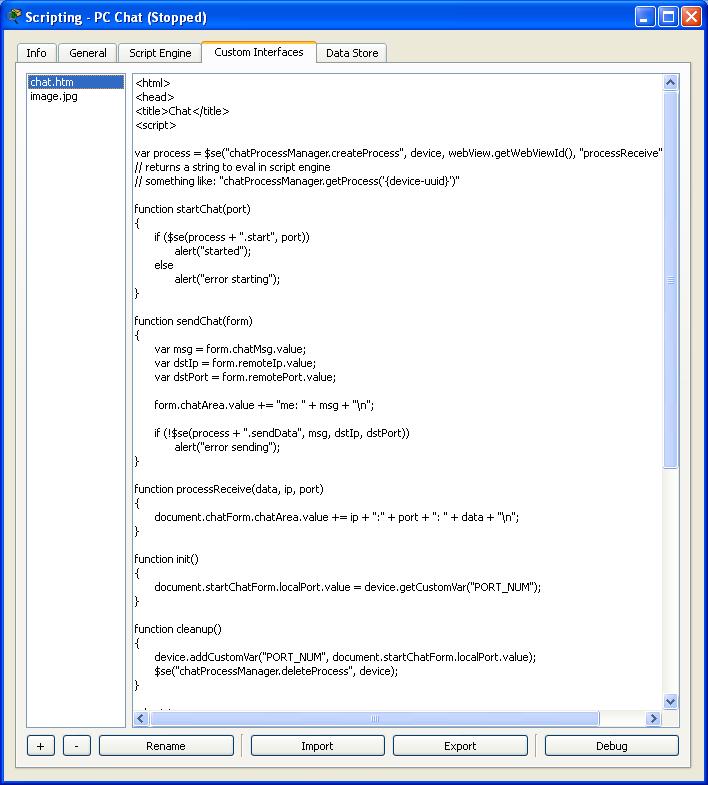 Scripting - PC Chat (Stopped)
Info General Script Engine Custom Interfaces Data Store
chat.htm
image.jpg
<html>
<head>
<title>Chat</title>
<script>
var process = $se("chatProcessManager.createProcess", device, webView.getWebViewId(), "processReceive"
// returns a string to eval in script engine
// something like: "chatProcessManager.getProcess('{device-uuid}')"
function startChat(port)
{
if ($se(process + ".start", port))
alert("started");
else
alert("error starting");
}
function sendChat(form)
{
var msg = form.chatMsg.value;
var dstIp = form.remoteIp.value;
var dstPort = form.remotePort.value;
form.chatArea.value += "me: " + msg + "\n";
if (!$se(process + ".sendData", msg, dstIp, dstPort))
alert("error sending");
}
function processReceive(data, ip, port)
{
document.chatForm.chatArea.value += ip + ":" + port + ": " + data + "\n";
}
function init()
{
document.startChatForm.localPort.value = device.getCustomVar("PORT_NUM");
}
function cleanup()
{
device.addCustomVar("PORT_NUM", document.startChatForm.localPort.value);
$se("chatProcessManager.deleteProcess", device);
}
+ - Rename Import Export Debug